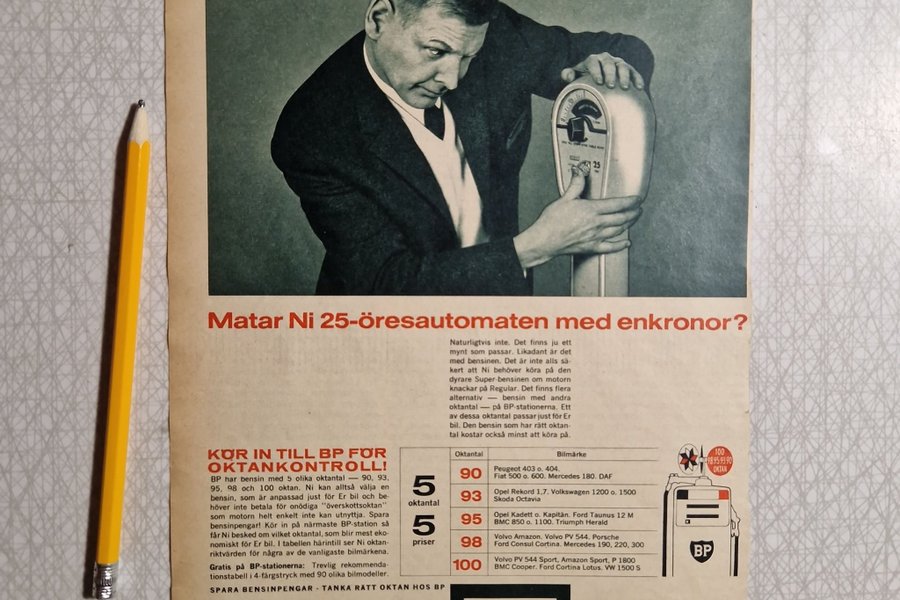 Matar Ni 25-öresautomaten med enkronor?
Naturligtvis inte. Det finns ju ett
mynt som passar. Likadant är det
med bensinen. Det är inte alls sä-
kert att Ni behöver köra på den
dyrare Super-bensinen om motorn
knackar på Regular. Det finns flera
alternativ — bensin med andra
oktantal — på BP-stationerna. Ett
av dessa oktantal passar just för Er
bil. Den bensin som har rätt oktan-
tal kostar också minst att köra på.
KÖR IN TILL BP FÖR
OKTANKONTROLL!
BP har bensin med 5 olika oktantal — 90, 93,
95, 98 och 100 oktan. Ni kan alltså välja en
bensin, som är anpassad just för Er bil och be-
höver inte betala för onödiga ”överskottsoktan”
som motorn helt enkelt inte kan utnyttja. Spara
bensinpengar! Kör in på närmaste BP-station så
får Ni besked om vilket oktantal, som blir mest eko-
nomiskt för Er bil. I tabellen härintill ser Ni oktan-
riktvärden för några av de vanligaste bilmärkena.
Gratis på BP-stationerna: Trevlig rekommenda-
tionstabell i 4-färgstryck med 90 olika bilmodeller.
5
oktantal
5
priser
Oktantal Bilmärke
90 Peugeot 403 o. 404.
Fiat 500 o. 600. Mercedes 180. DAF
93 Opel Rekord 1,7. Volkswagen 1200 o. 1500
Skoda Octavia
95 Opel Kadett o. Kapitän. Ford Taunus 12 M
BMC 850 o. 1100. Triumph Herald
98 Volvo Amazon. Volvo PV 544. Porsche
Ford Consul Cortina. Mercedes 190, 220, 300
100 Volvo PV 544 Sport, Amazon Sport, P 1800
BMC Cooper. Ford Cortina Lotus. VW 1500 S
100
98 95 93 90
OKTAN
BP
SPARA BENSINPENGAR - TANKA RÄTT OKTAN HOS BP
25